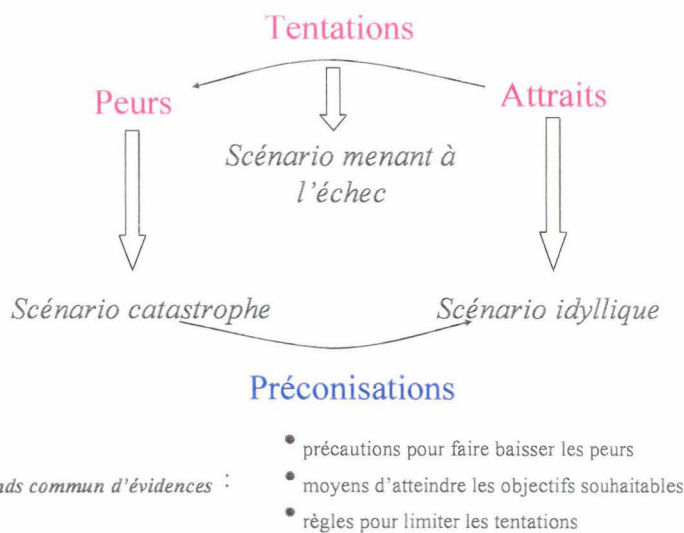 Tentations
Peurs
Attraits
Scénario menant à
l'échec
Scénario catastrophe
Scénario idyllique
Préconisations
• précautions pour faire baisser les peurs
nds commun d'évidences :
• moyens d'atteindre les objectifs souhaitables
• règles pour limiter les tentations